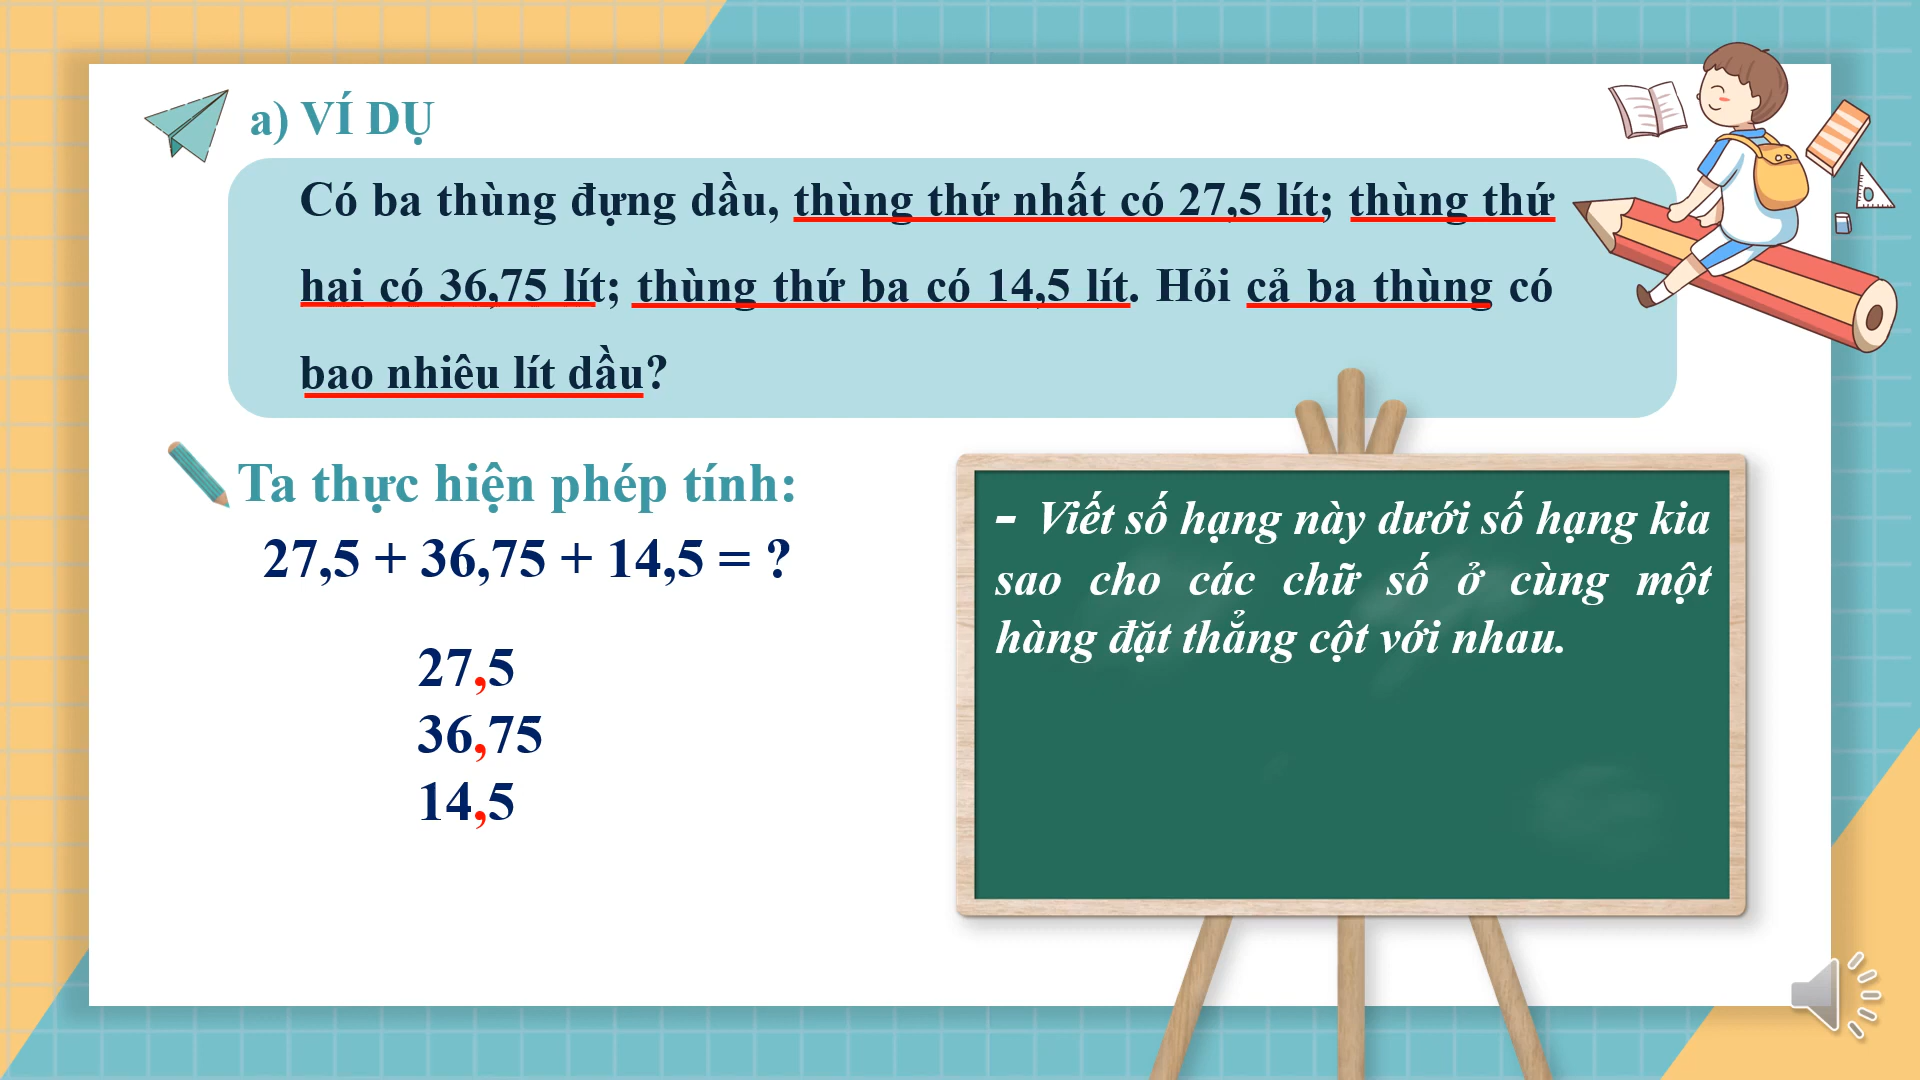 a) VÍ DỤ
Có ba thùng đựng dầu, thùng thứ nhất có 27,5 lít; thùng thứ
hai có 36,75 lít; thùng thứ ba có 14,5 lít. Hỏi cả ba thùng có
bao nhiêu lít dầu?
Ta thực hiện phép tính:
27,5 + 36,75 + 14,5 = ?
27,5
36,75
14,5
- Viết số hạng này dưới số hạng kia
sao cho các chữ số ở cùng một
hàng đặt thẳng cột với nhau.